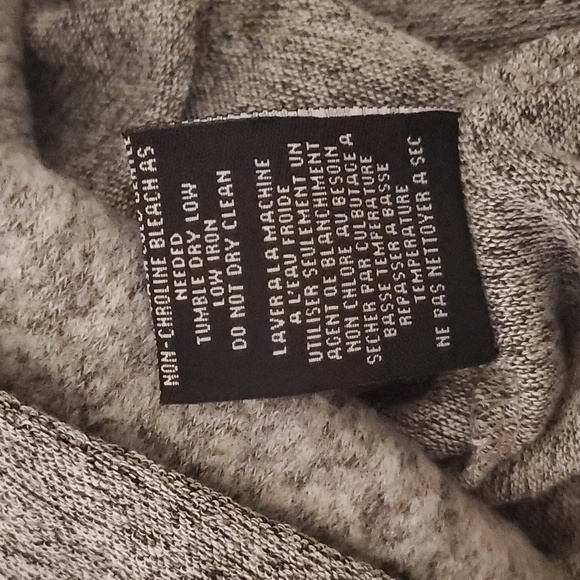 NON-CHROLINE BLEACH AS
NEEDED
TUMBLE DRY LOW
LOW IRON
DO NOT DRY CLEAN
LAVER A LA MACHINE
A L'EAU FROIDE
UTILISER SEULEMENT UN
AGENT QE BLANCHIMENT
NON CHLORE AU BESOIN
SECHER PAR CULBUTAGE A
BASSE TEMPERATURE
REPASSER A BASSE
TEMPERATURE
NE PAS NETTOYER A SEC